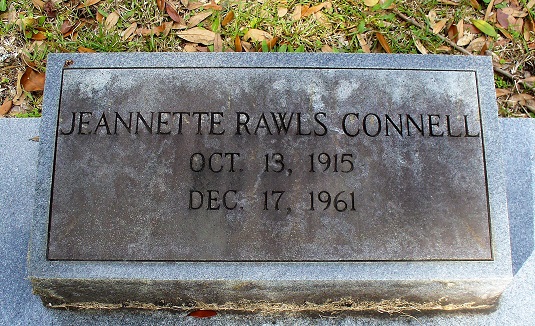 JEANNETTE RAWLS CONNELL
OCT. 13, 1915
DEC. 17, 1961